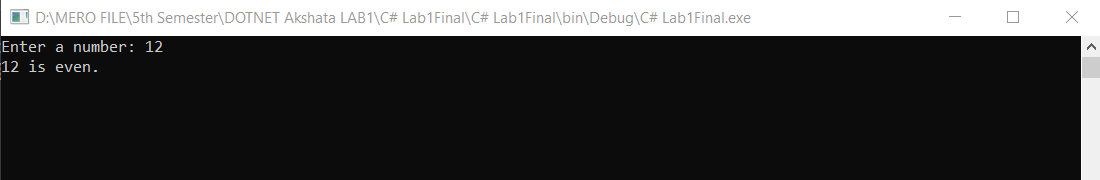 D:\MERO FILE\5th Semester\DOTNET Akshata LAB1\C# Lab1Final\C# Lab1Final\bin\Debug\C# Lab1Final.exe
Enter a number: 12
12 is even.